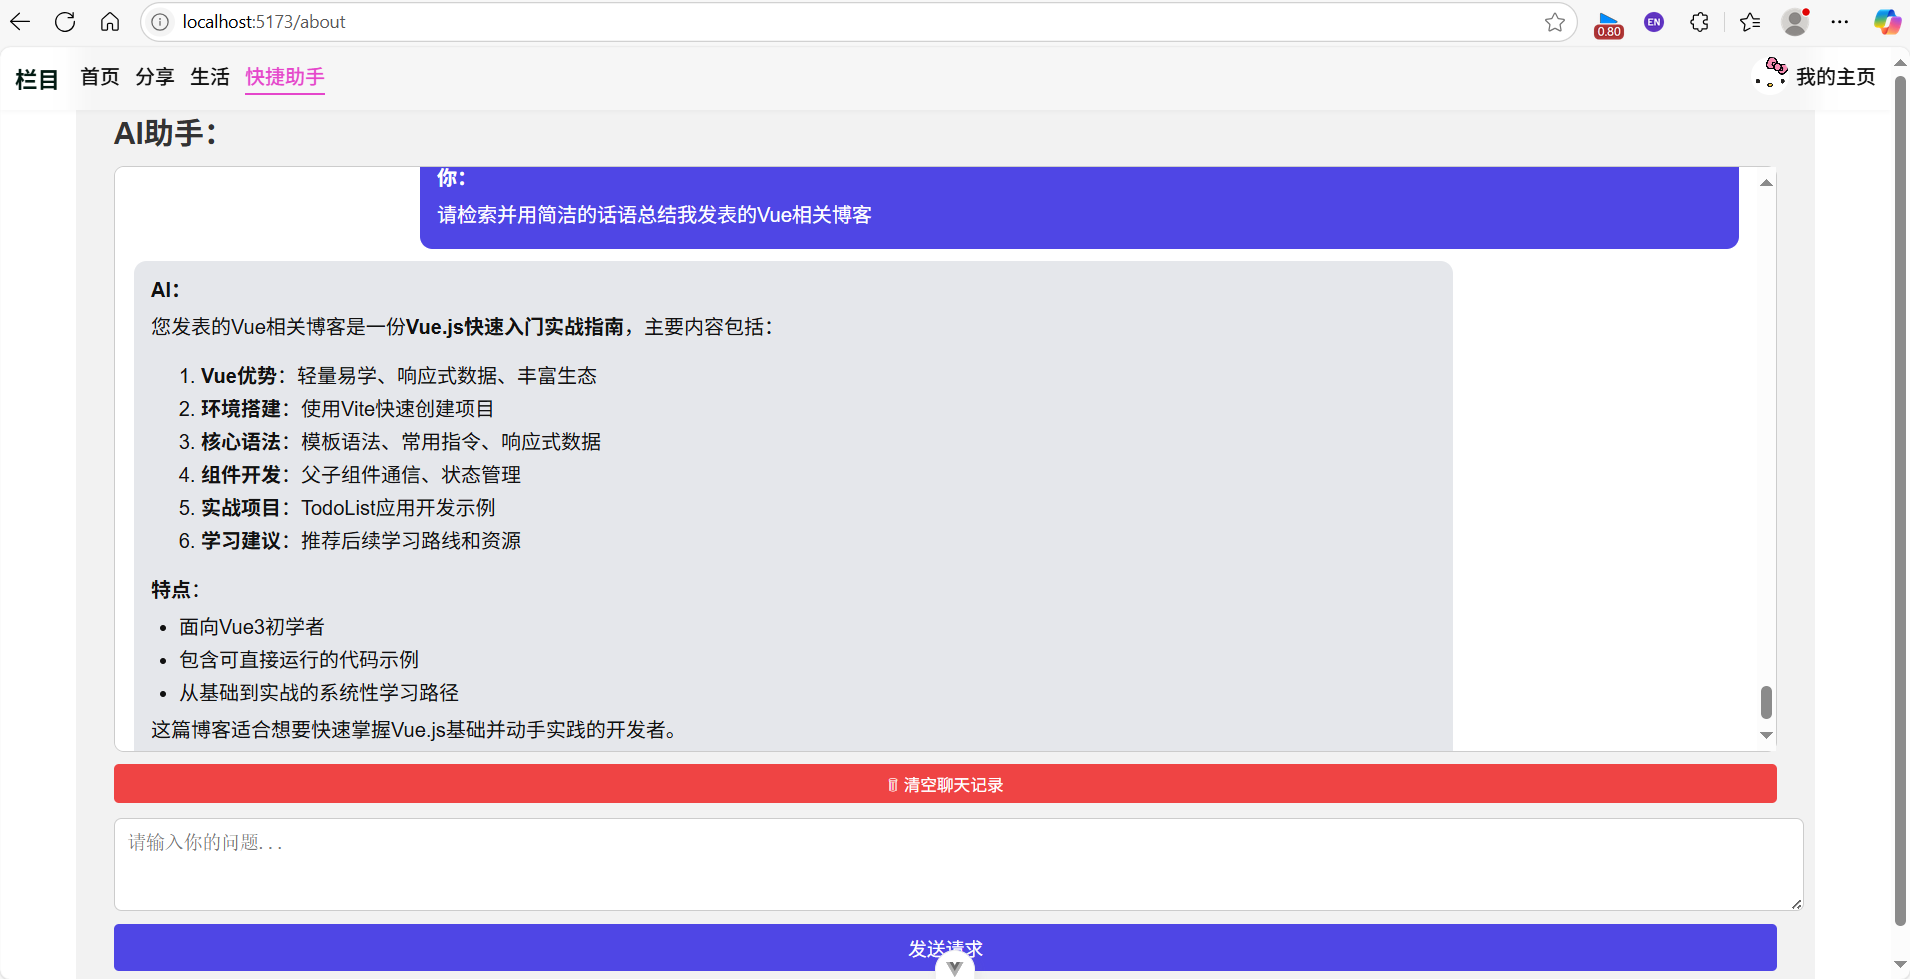 localhost:5173/about
0.80
EN
栏目 首页 分享 生活 快捷助手 我的主页
AI助手：
你：
请检索并用简洁的话语总结我发表的Vue相关博客
AI：
您发表的Vue相关博客是一份Vue.js快速入门实战指南，主要内容包括：
1. Vue优势：轻量易学、响应式数据、丰富生态
2. 环境搭建：使用Vite快速创建项目
3. 核心语法：模板语法、常用指令、响应式数据
4. 组件开发：父子组件通信、状态管理
5. 实战项目：TodoList应用开发示例
6. 学习建议：推荐后续学习路线和资源
特点：
• 面向Vue3初学者
• 包含可直接运行的代码示例
• 从基础到实战的系统性学习路径
这篇博客适合想要快速掌握Vue.js基础并动手实践的开发者。
清空聊天记录
请输入你的问题...
发送请求